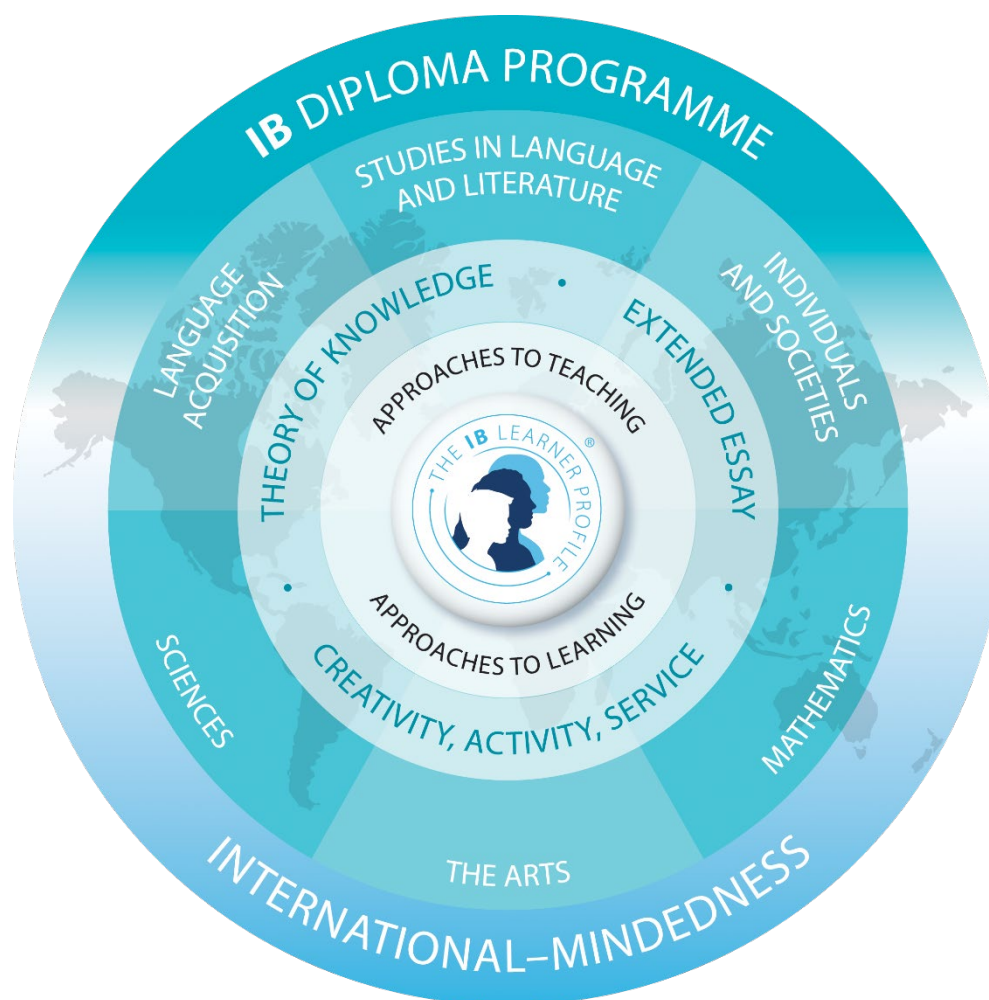 IB DIPLOMA PROGRAMME
STUDIES IN LANGUAGE
AND LITERATURE
LANGUAGE
ACQUISITION
INDIVIDUALS
AND SOCIETIES
THEORY OF KNOWLEDGE
•
EXTENDED ESSAY
APPROACHES TO TEACHING
THE IB LEARNER PROFILE
®
APPROACHES TO LEARNING
•
•
CREATIVITY, ACTIVITY, SERVICE
SCIENCES
MATHEMATICS
THE ARTS
INTERNATIONAL–MINDEDNESS